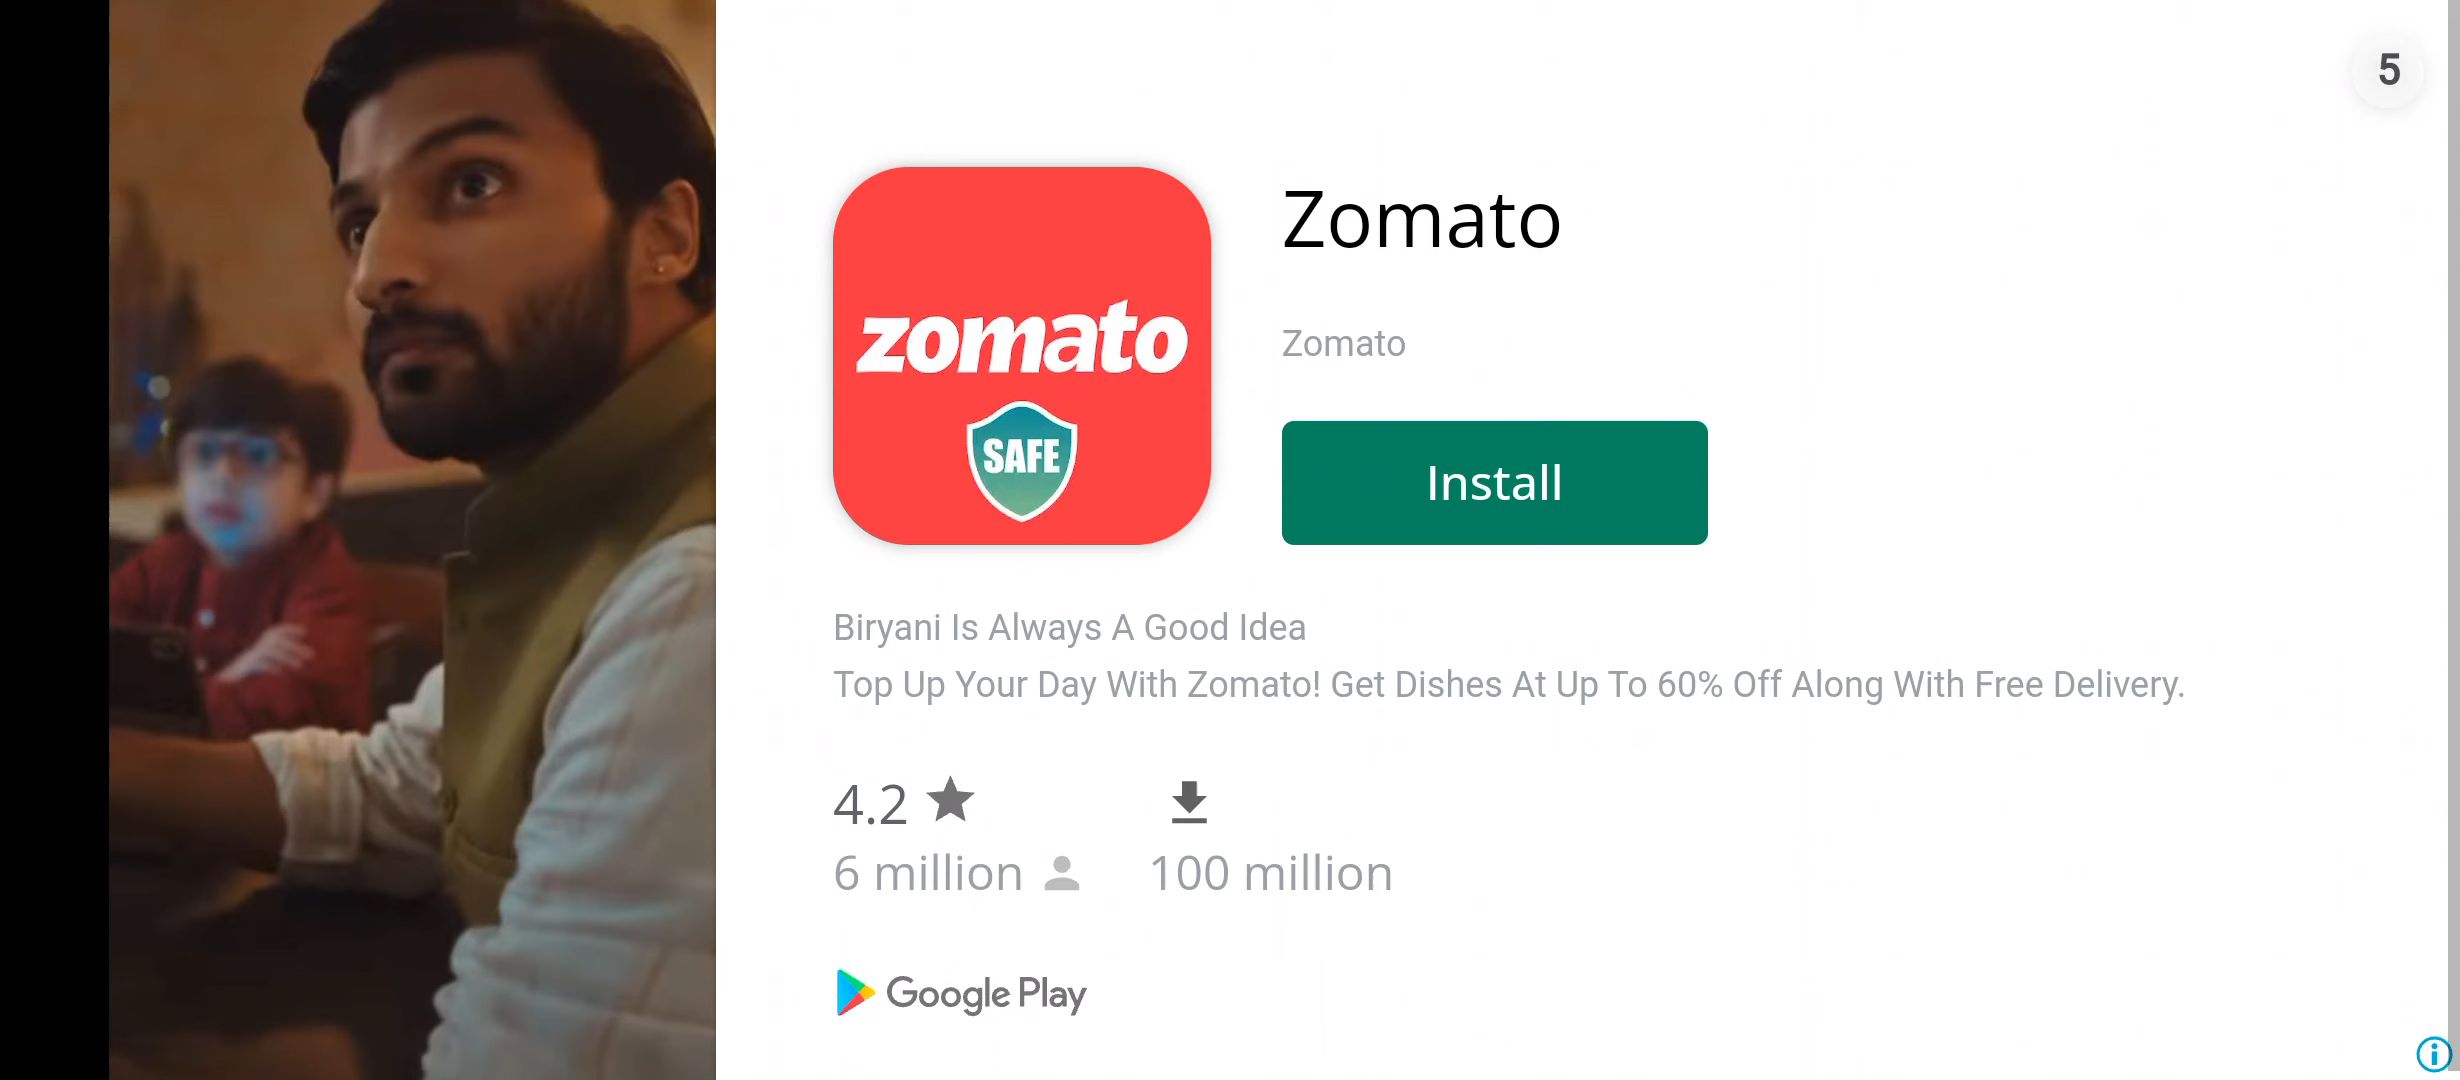 5
Zomato
zomato
SAFE
Zomato
Install
Biryani Is Always A Good Idea
Top Up Your Day With Zomato! Get Dishes At Up To 60% Off Along With Free Delivery.
4.2
6 million
100 million
Google Play